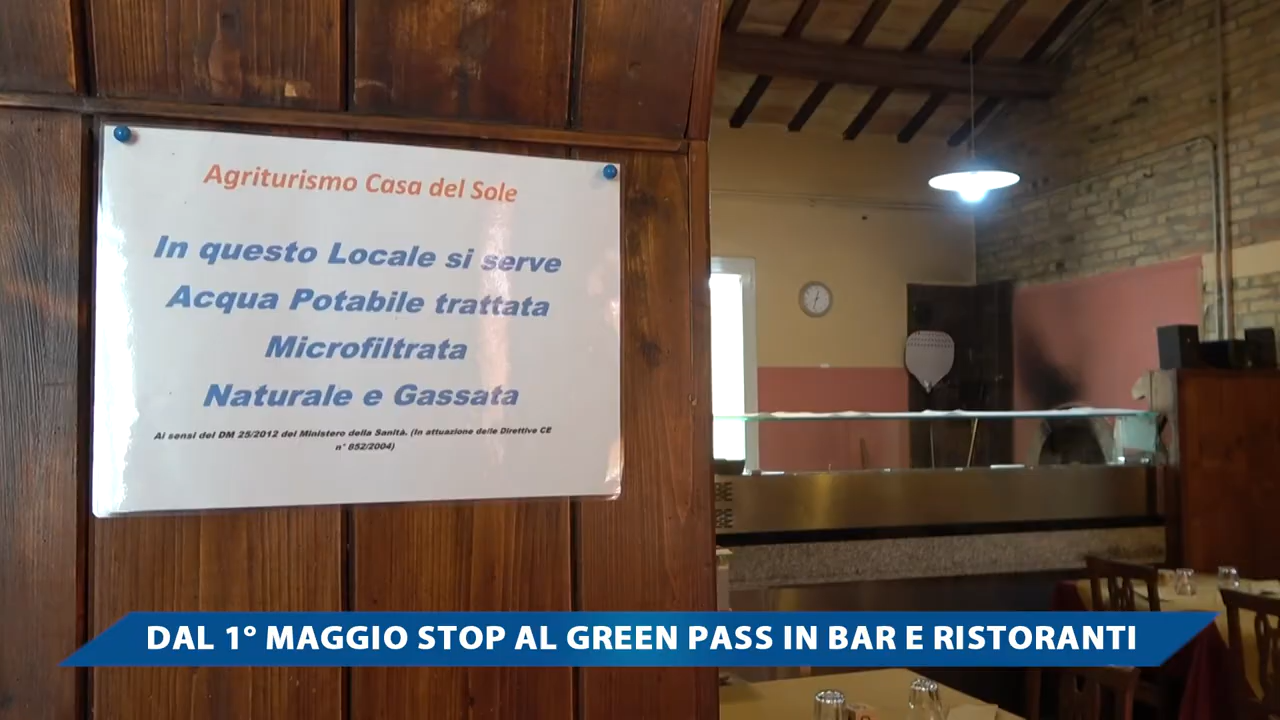 Agriturismo Casa del Sole
In questo Locale si serve
Acqua Potabile trattata
Microfiltrata
Naturale e Gassata
Ai sensi del DM 25/2012 del Ministero della Sanità. (In attuazione delle Direttive CE
n° 852/2004)
DAL 1° MAGGIO STOP AL GREEN PASS IN BAR E RISTORANTI